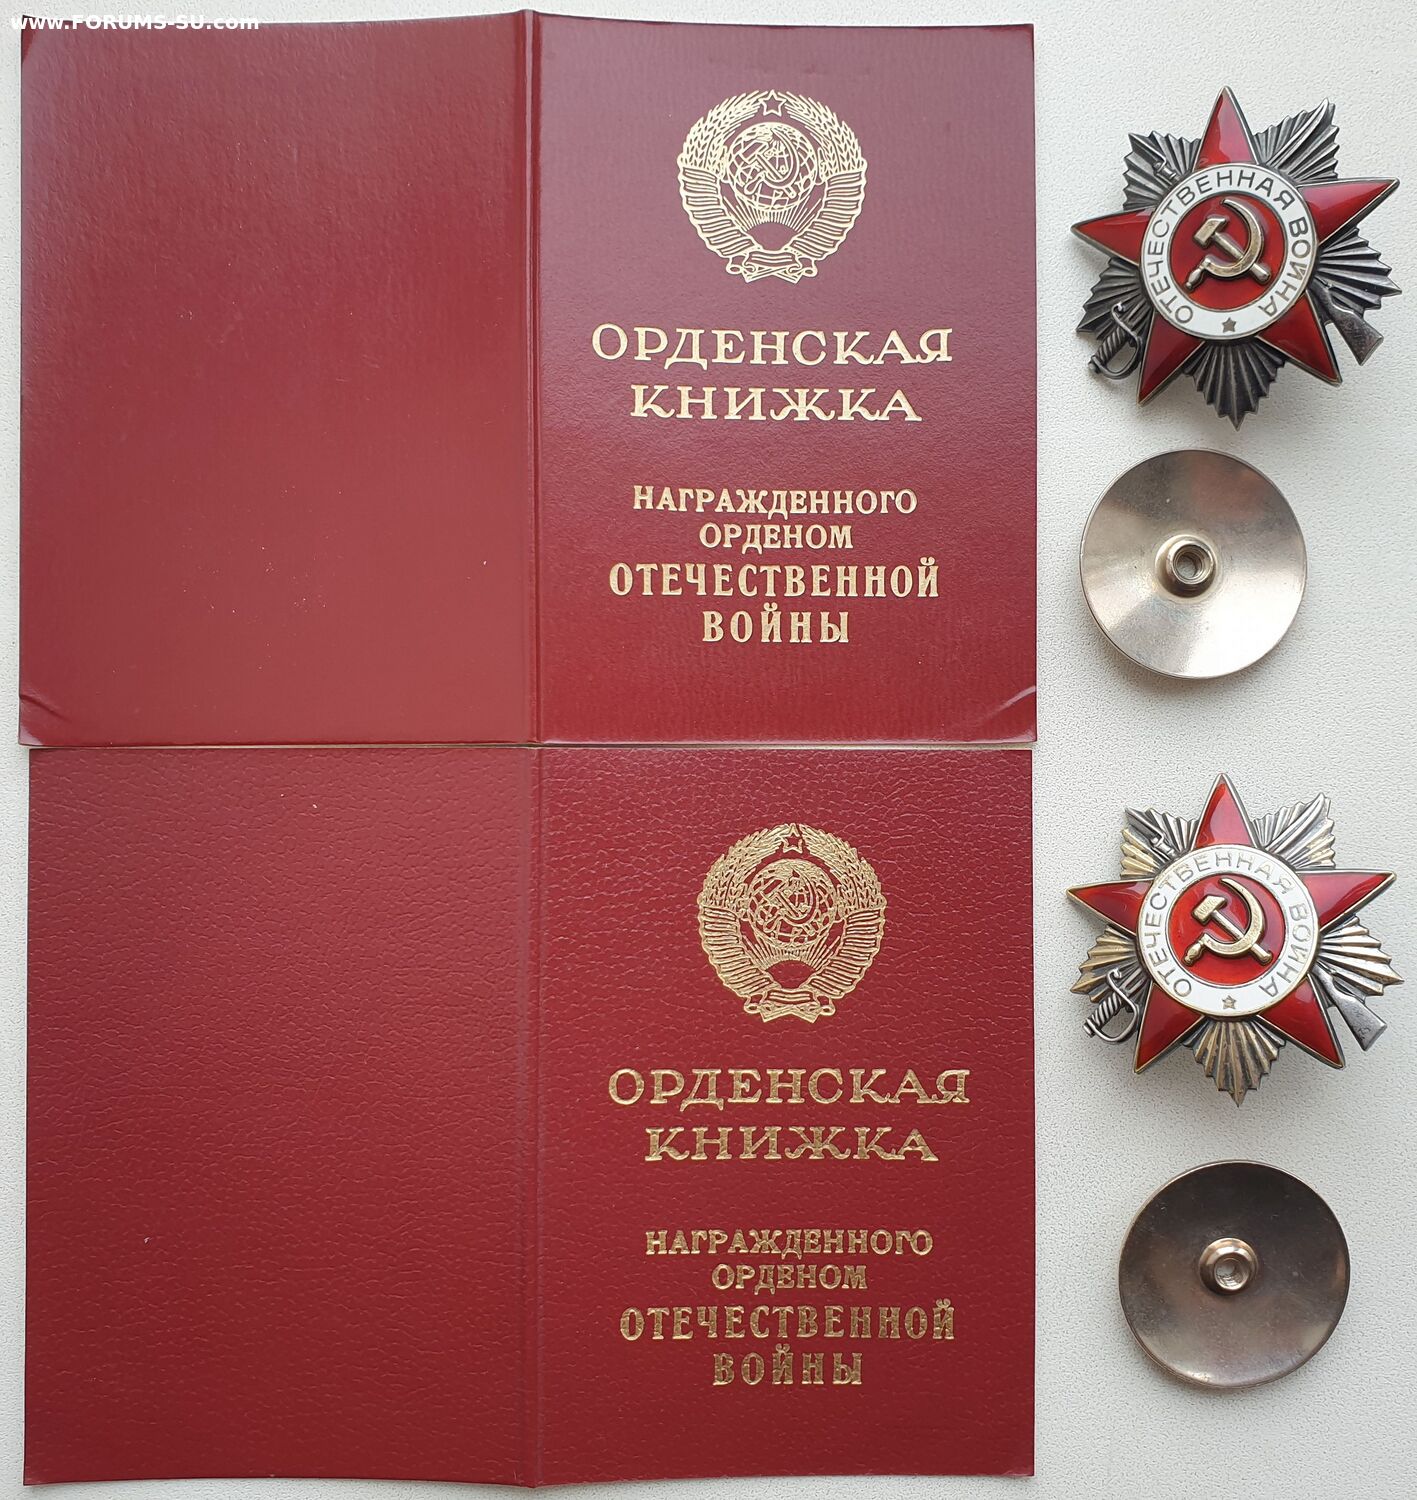 www.FORUMS-SU.com
ОРДЕНСКАЯ
КНИЖКА
НАГРАЖДЕННОГО
ОРДЕНОМ
ОТЕЧЕСТВЕННОЙ
ВОЙНЫ
ОТЕЧЕСТВЕННАЯ ВОЙНА
ОРДЕНСКАЯ
КНИЖКА
НАГРАЖДЕННОГО
ОРДЕНОМ
ОТЕЧЕСТВЕННОЙ
ВОЙНЫ
ОТЕЧЕСТВЕННАЯ ВОЙНА